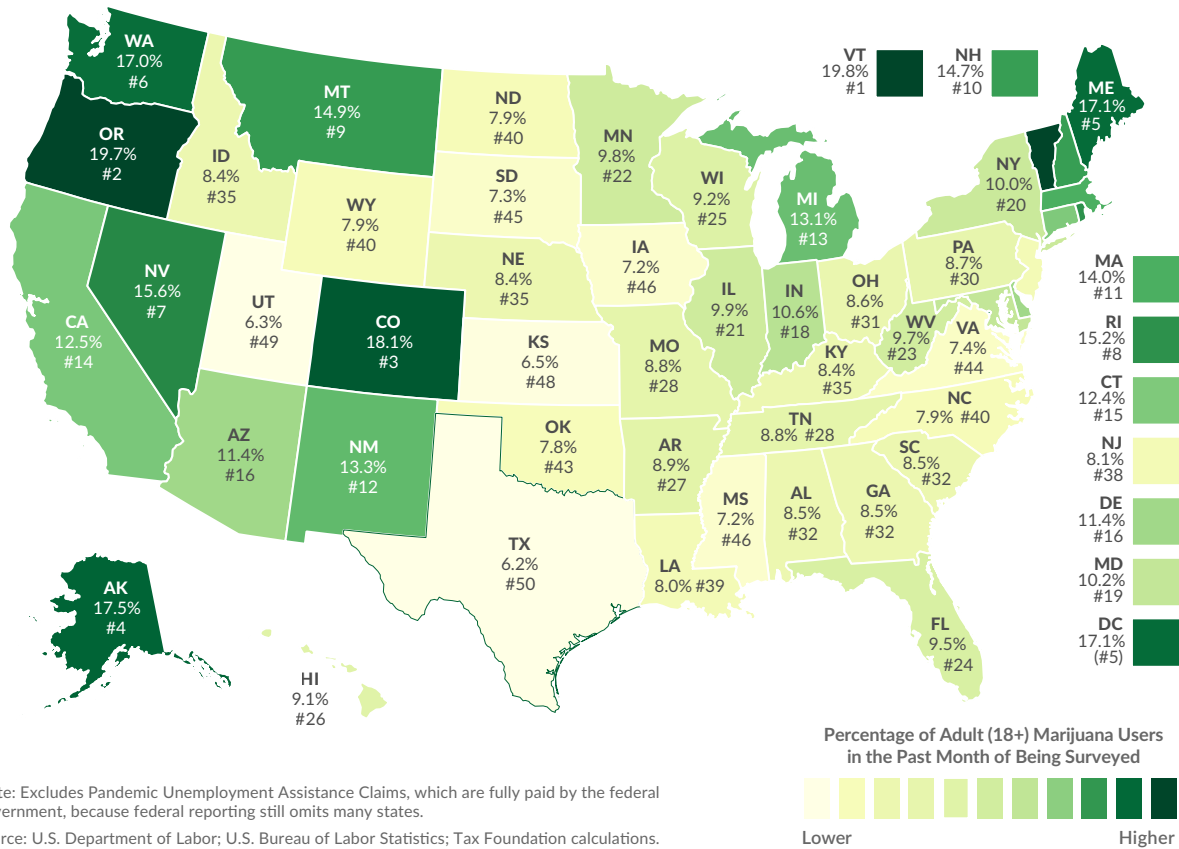 WA
17.0%
#6
OR
19.7%
#2
ID
8.4%
#35
MT
14.9%
#9
ND
7.9%
#40
SD
7.3%
#45
WY
7.9%
#40
NE
8.4%
#35
NV
15.6%
#7
UT
6.3%
#49
CO
18.1%
#3
KS
6.5%
#48
CA
12.5%
#14
AZ
11.4%
#16
NM
13.3%
#12
OK
7.8%
#43
TX
6.2%
#50
MN
9.8%
#22
WI
9.2%
#25
IA
7.2%
#46
MO
8.8%
#28
AR
8.9%
#27
LA
8.0% #39
MI
13.1%
#13
IL
9.9%
#21
IN
10.6%
#18
OH
8.6%
#31
KY
8.4%
#35
TN
8.8% #28
MS
7.2%
#46
AL
8.5%
#32
GA
8.5%
#32
FL
9.5%
#24
SC
8.5%
#32
NC
7.9% #40
VA
7.4%
#44
WV
9.7%
#23
PA
8.7%
#30
NY
10.0%
#20
ME
17.1%
#5
VT
19.8%
#1
NH
14.7%
#10
MA
14.0%
#11
RI
15.2%
#8
CT
12.4%
#15
NJ
8.1%
#38
DE
11.4%
#16
MD
10.2%
#19
DC
17.1%
(#5)
AK
17.5%
#4
HI
9.1%
#26
Percentage of Adult (18+) Marijuana Users
in the Past Month of Being Surveyed
Lower
Higher
te: Excludes Pandemic Unemployment Assistance Claims, which are fully paid by the federal
vernment, because federal reporting still omits many states.
rce: U.S. Department of Labor; U.S. Bureau of Labor Statistics; Tax Foundation calculations.